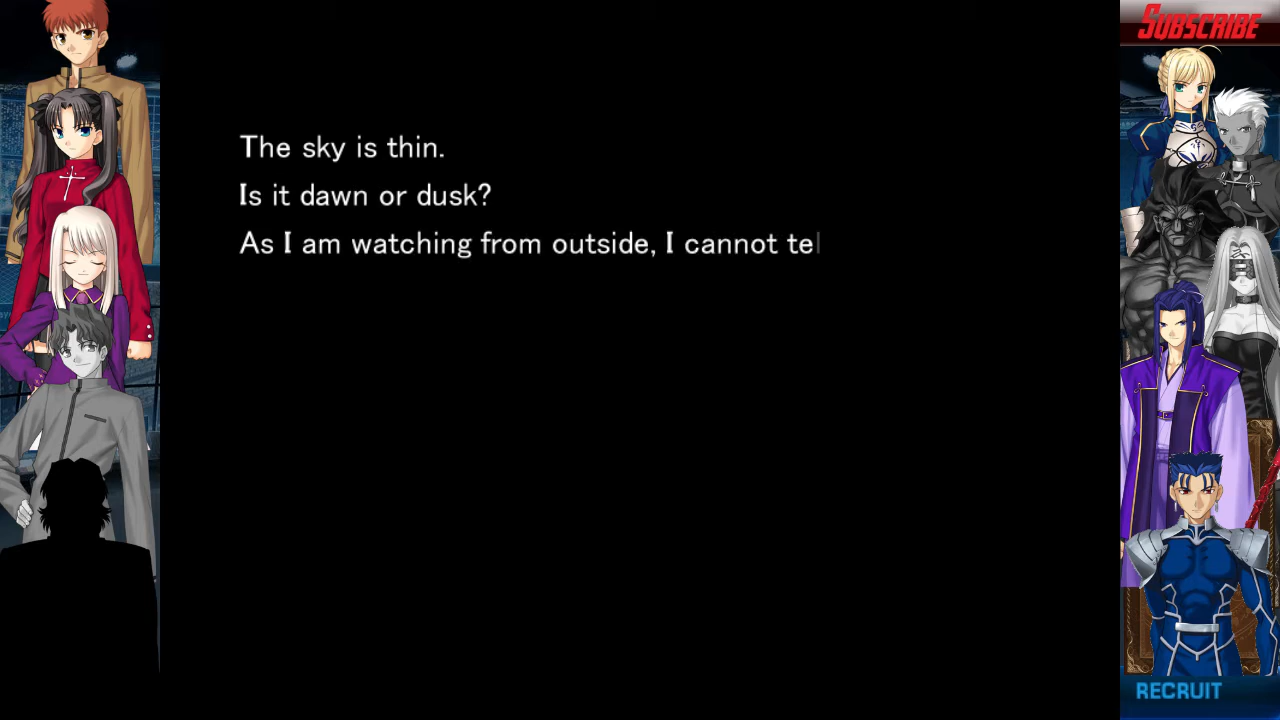 SUBSCRIBE
The sky is thin.
Is it dawn or dusk?
As I am watching from outside, I cannot tel
RECRUIT